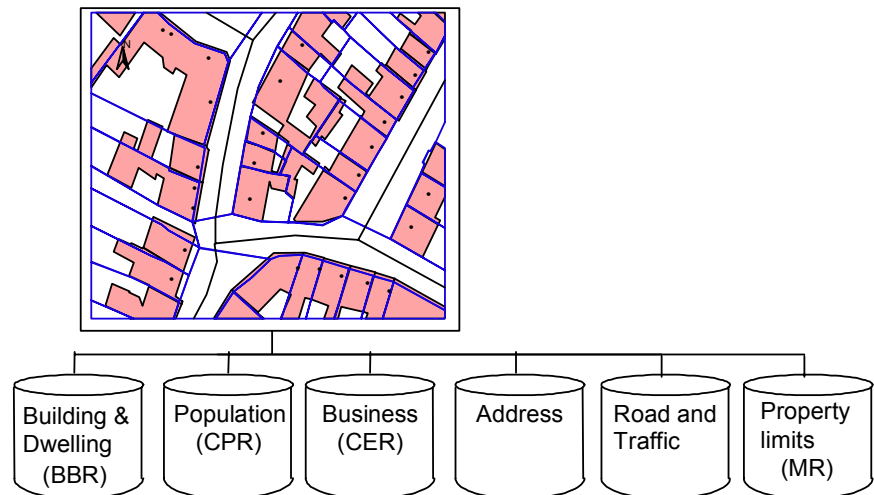 N
Building &
Dwelling
(BBR)
Population
(CPR)
Business
(CER)
Address
Road and
Traffic
Property
limits
(MR)